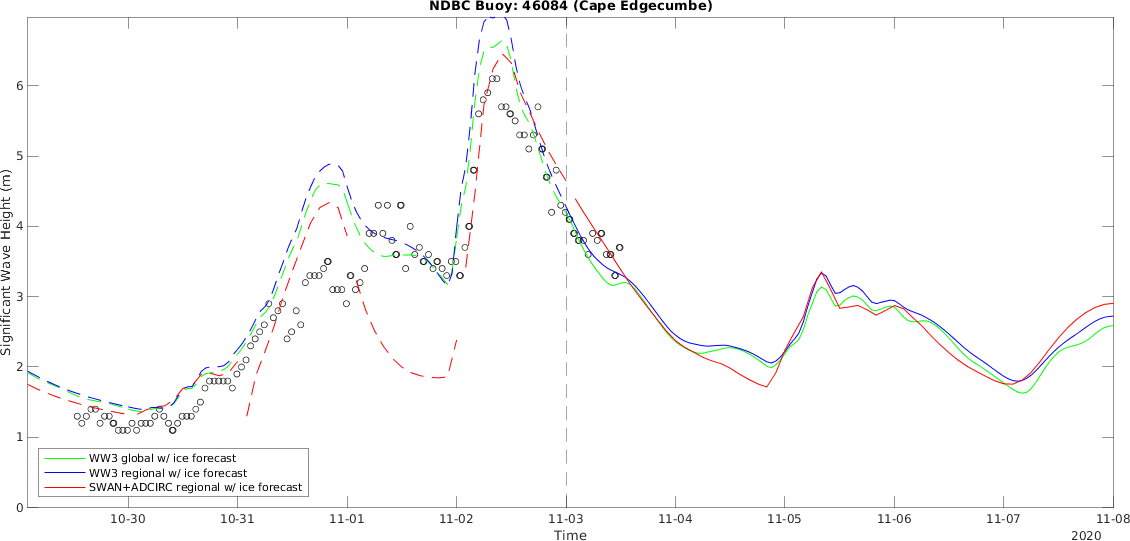 NDBC Buoy: 46084 (Cape Edgecumbe)
Significant Wave Height (m)
6
5
4
3
2
1
0
WW3 global w/ ice forecast
WW3 regional w/ ice forecast
SWAN+ADCIRC regional w/ ice forecast
10-30 10-31 11-01 11-02 11-03 11-04 11-05 11-06 11-07 11-08
Time
2020